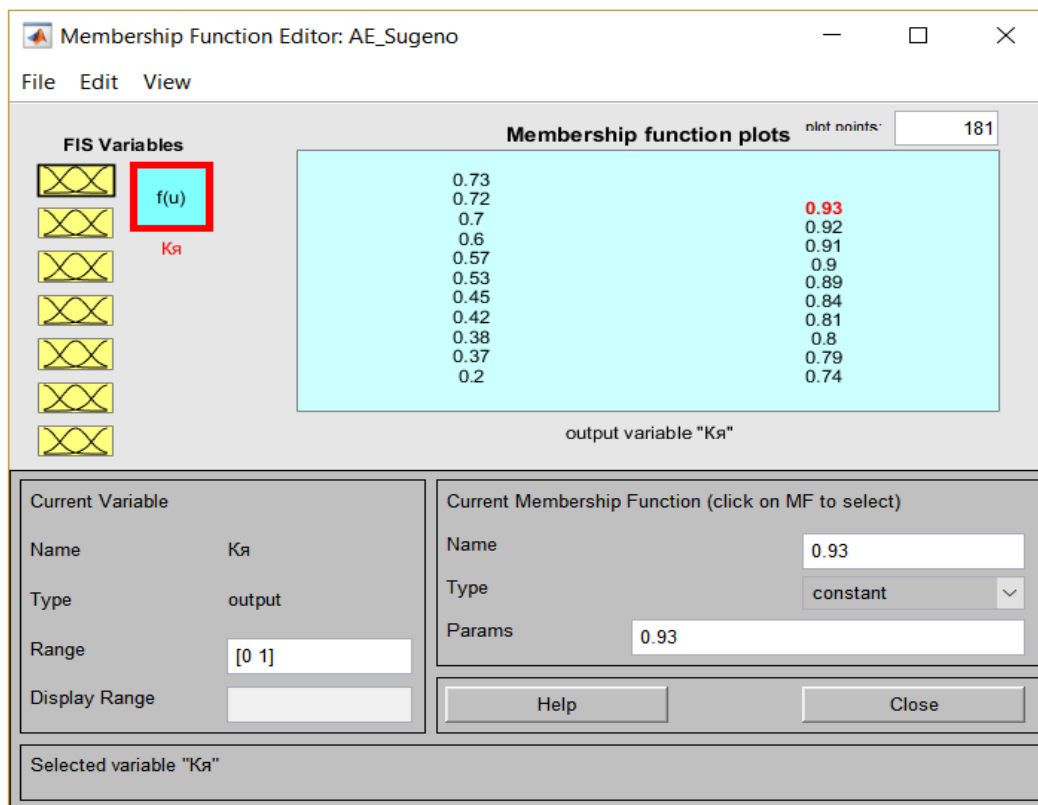 Membership Function Editor: AE_Sugeno
File Edit View
FIS Variables
f(u)
Кя
Membership function plots
plot points:
181
0.73
0.72
0.7
0.6
0.57
0.53
0.45
0.42
0.38
0.37
0.2
0.93
0.92
0.91
0.9
0.89
0.84
0.81
0.8
0.79
0.74
output variable "Кя"
Current Variable
Name Кя
Type output
Range [0 1]
Display Range
Current Membership Function (click on MF to select)
Name 0.93
Type constant
Params 0.93
Help Close
Selected variable "Кя"